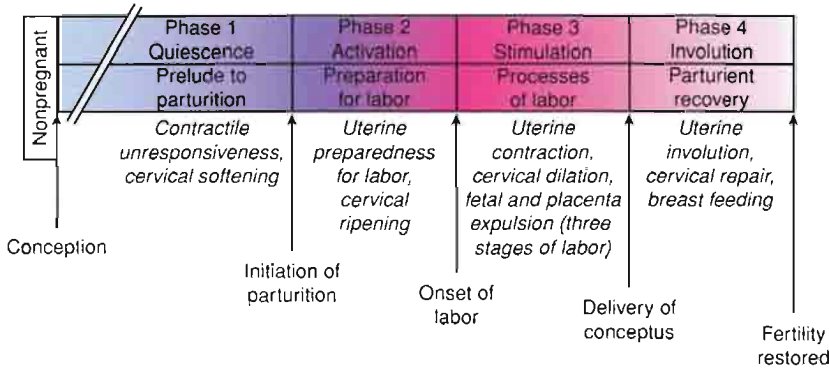 Nonpregnant
Phase 1
Quiescence
Prelude to
parturition
Contractile
unresponsiveness,
cervical softening
Phase 2
Activation
Preparation
for labor
Uterine
preparedness
for labor,
cervical
ripening
Phase 3
Stimulation
Processes
of labor
Uterine
contraction,
cervical dilation,
fetal and placenta
expulsion (three
stages of labor)
Phase 4
Involution
Parturient
recovery
Uterine
involution,
cervical repair,
breast feeding
Conception
Initiation of
parturition
Onset of
labor
Delivery of
conceptus
Fertility
restored